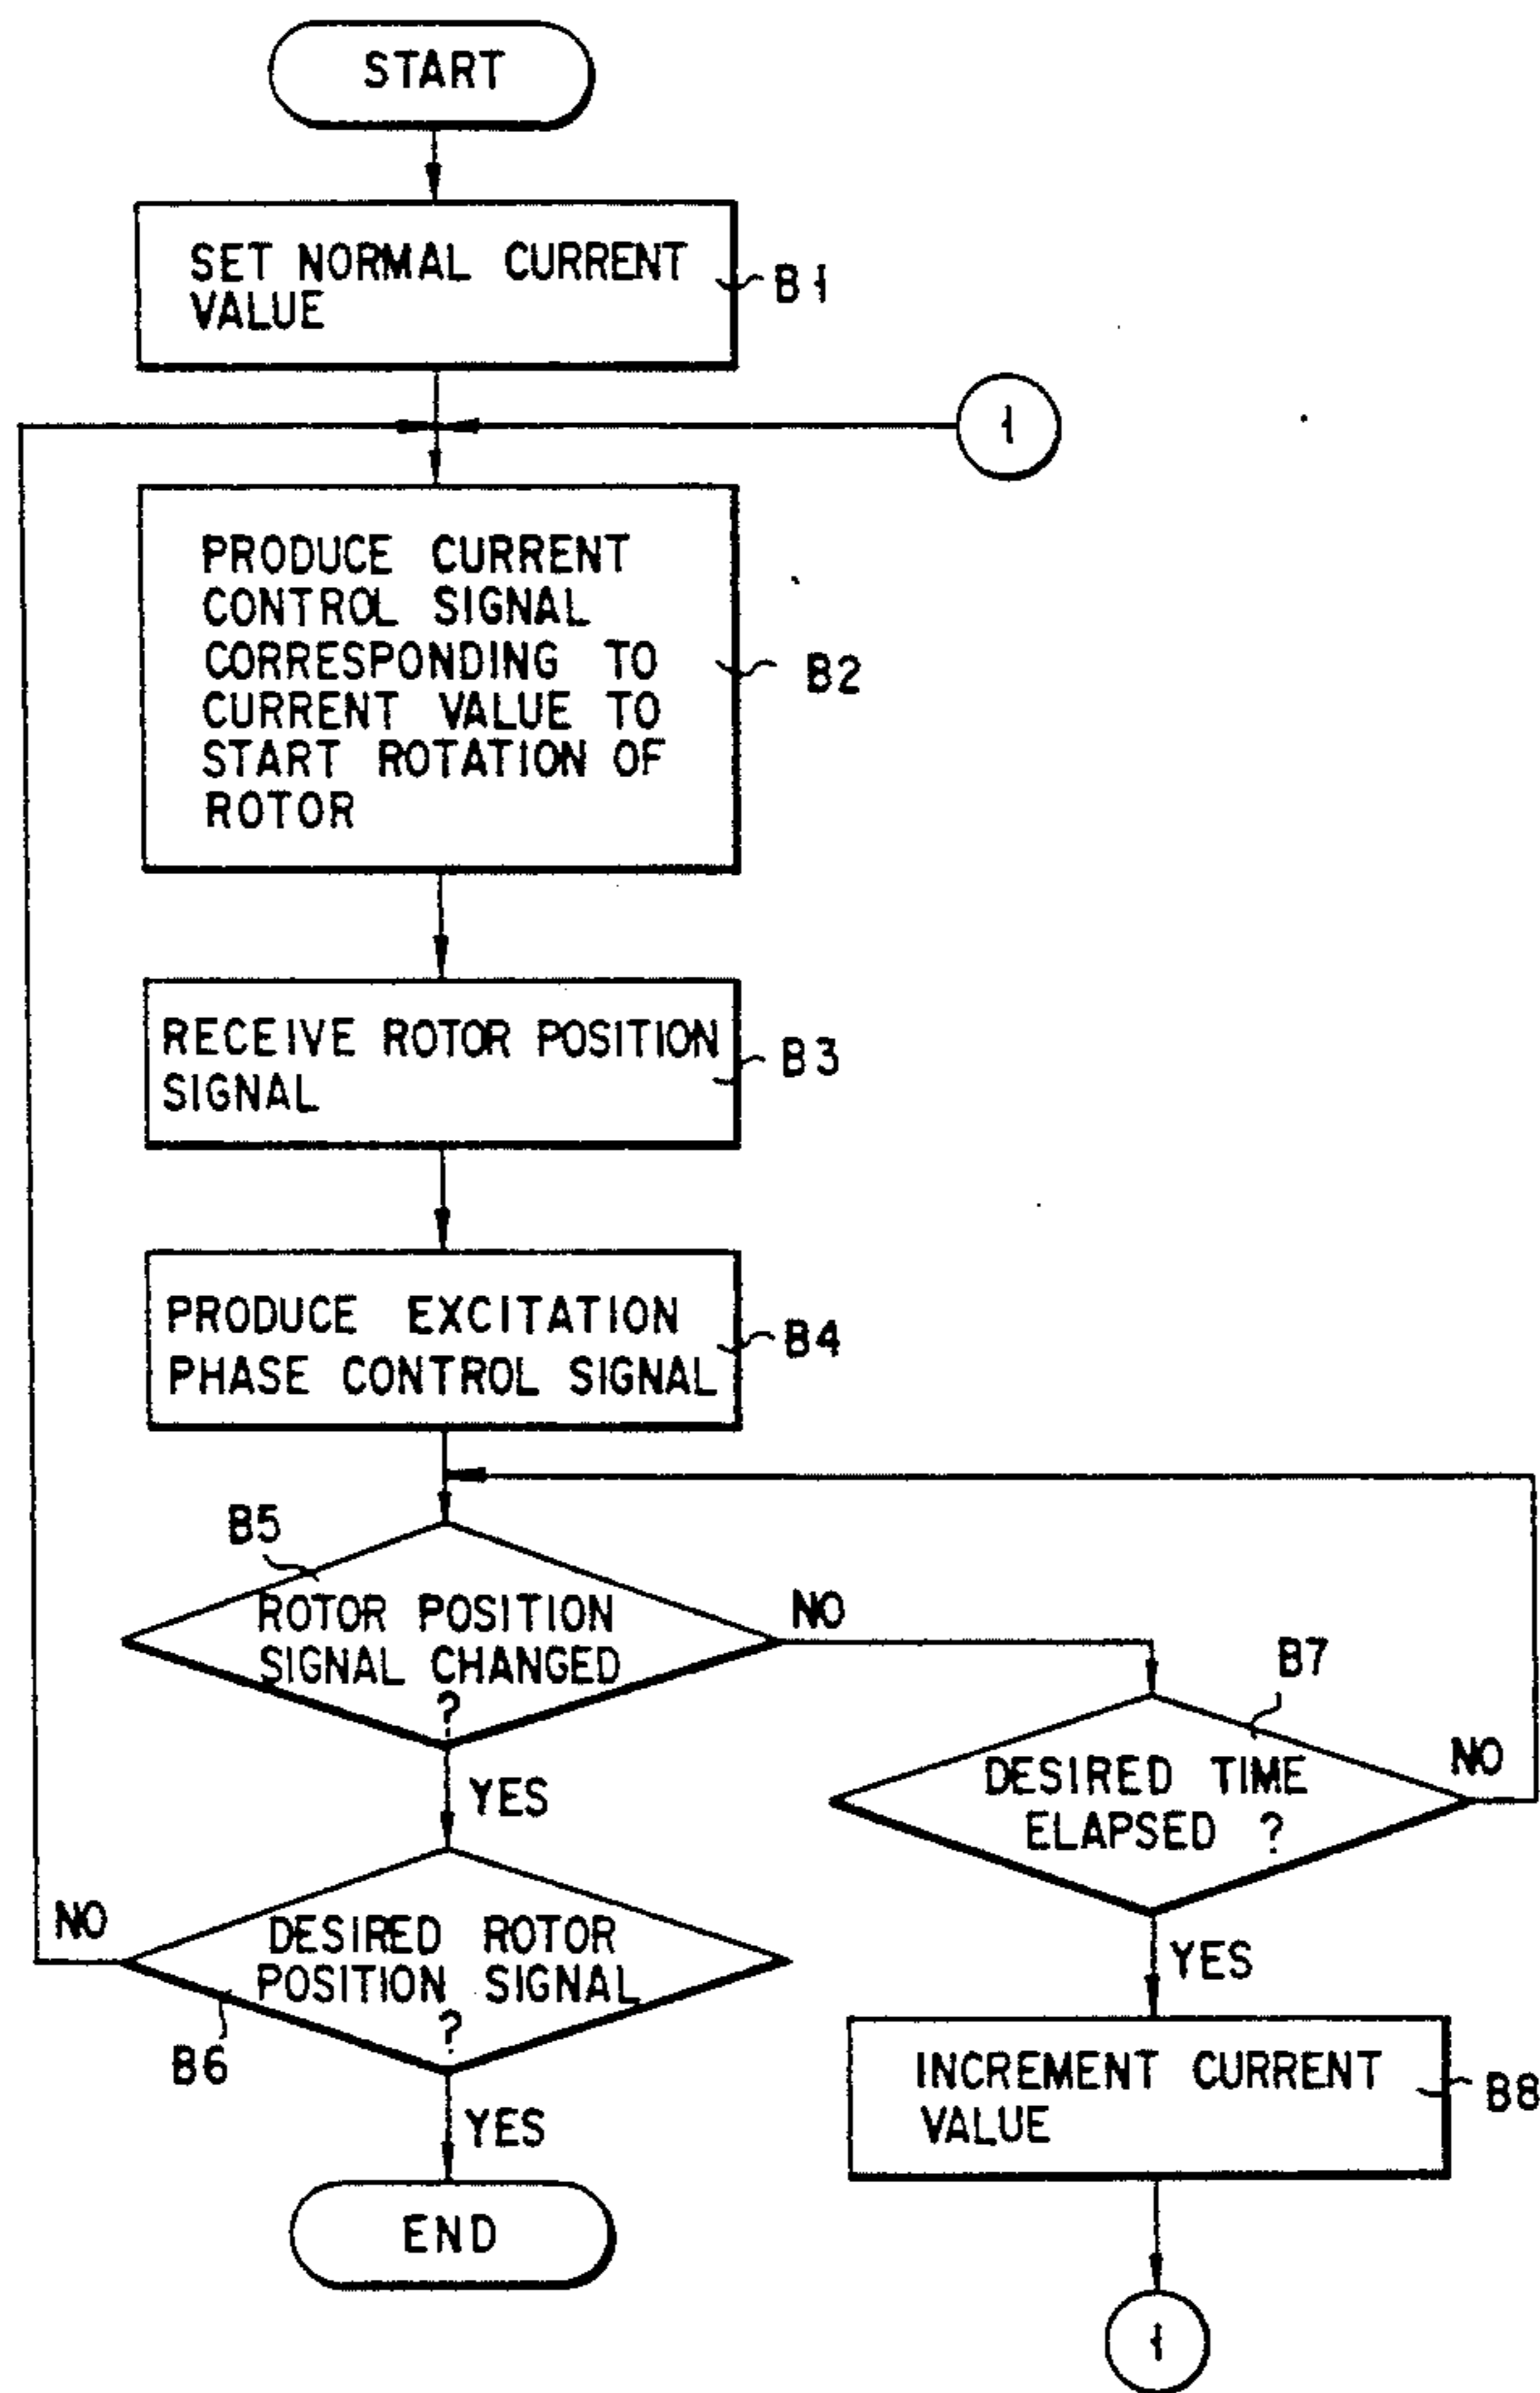 START
SET NORMAL CURRENT
VALUE
B1
1
PRODUCE CURRENT
CONTROL SIGNAL
CORRESPONDING TO
CURRENT VALUE TO
START ROTATION OF
ROTOR
B2
RECEIVE ROTOR POSITION
SIGNAL
B3
PRODUCE EXCITATION
PHASE CONTROL SIGNAL
B4
B5
ROTOR POSITION
SIGNAL CHANGED
?
NO
YES
B7
DESIRED TIME
ELAPSED ?
NO
YES
NO
DESIRED ROTOR
POSITION SIGNAL
?
B6
YES
INCREMENT CURRENT
VALUE
B8
END
1